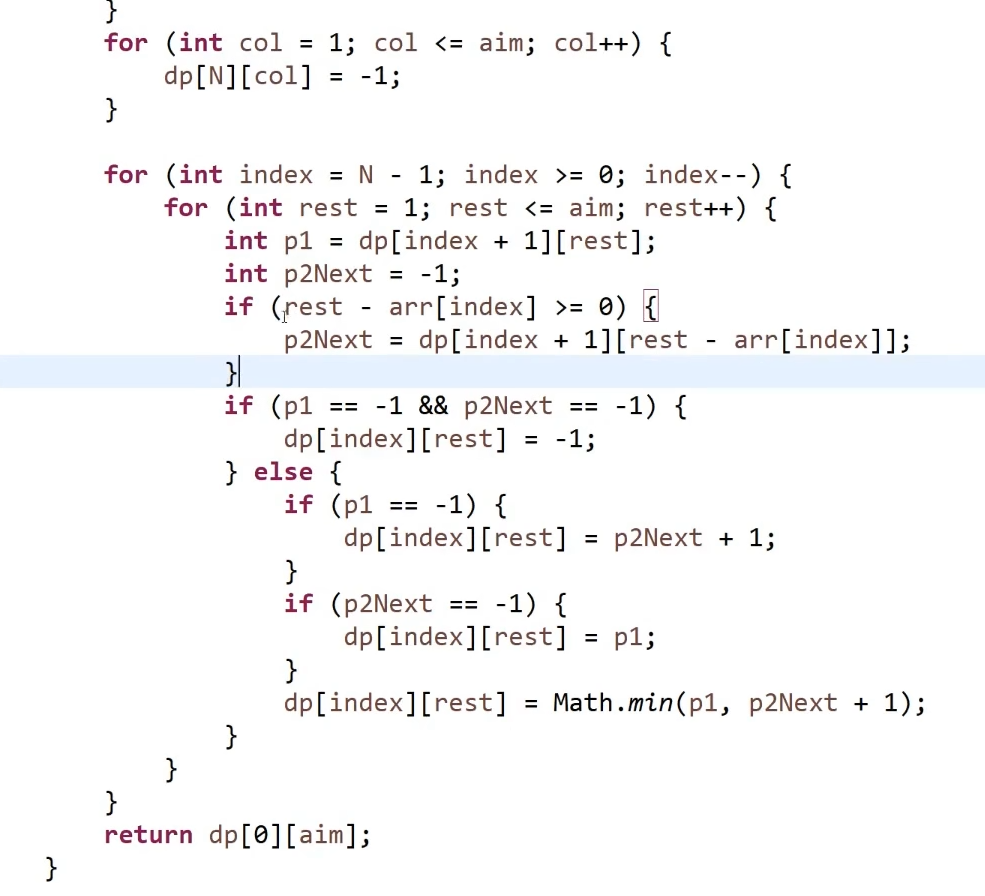 }
for (int col = 1; col <= aim; col++) {
dp[N][col] = -1;
}
for (int index = N - 1; index >= 0; index--) {
for (int rest = 1; rest <= aim; rest++) {
int p1 = dp[index + 1][rest];
int p2Next = -1;
if (rest - arr[index] >= 0) {
p2Next = dp[index + 1][rest - arr[index]];
}
if (p1 == -1 && p2Next == -1) {
dp[index][rest] = -1;
} else {
if (p1 == -1) {
dp[index][rest] = p2Next + 1;
}
if (p2Next == -1) {
dp[index][rest] = p1;
}
dp[index][rest] = Math.min(p1, p2Next + 1);
}
}
}
return dp[0][aim];
}